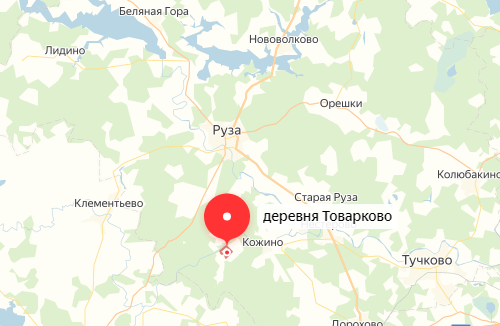 Беляная Гора
Нововолково
Лидино
Орешки
Руза
Колюбакино
Старая Руза
Клементьево
деревня Товарково
Кожино
Тучково
Дорохово